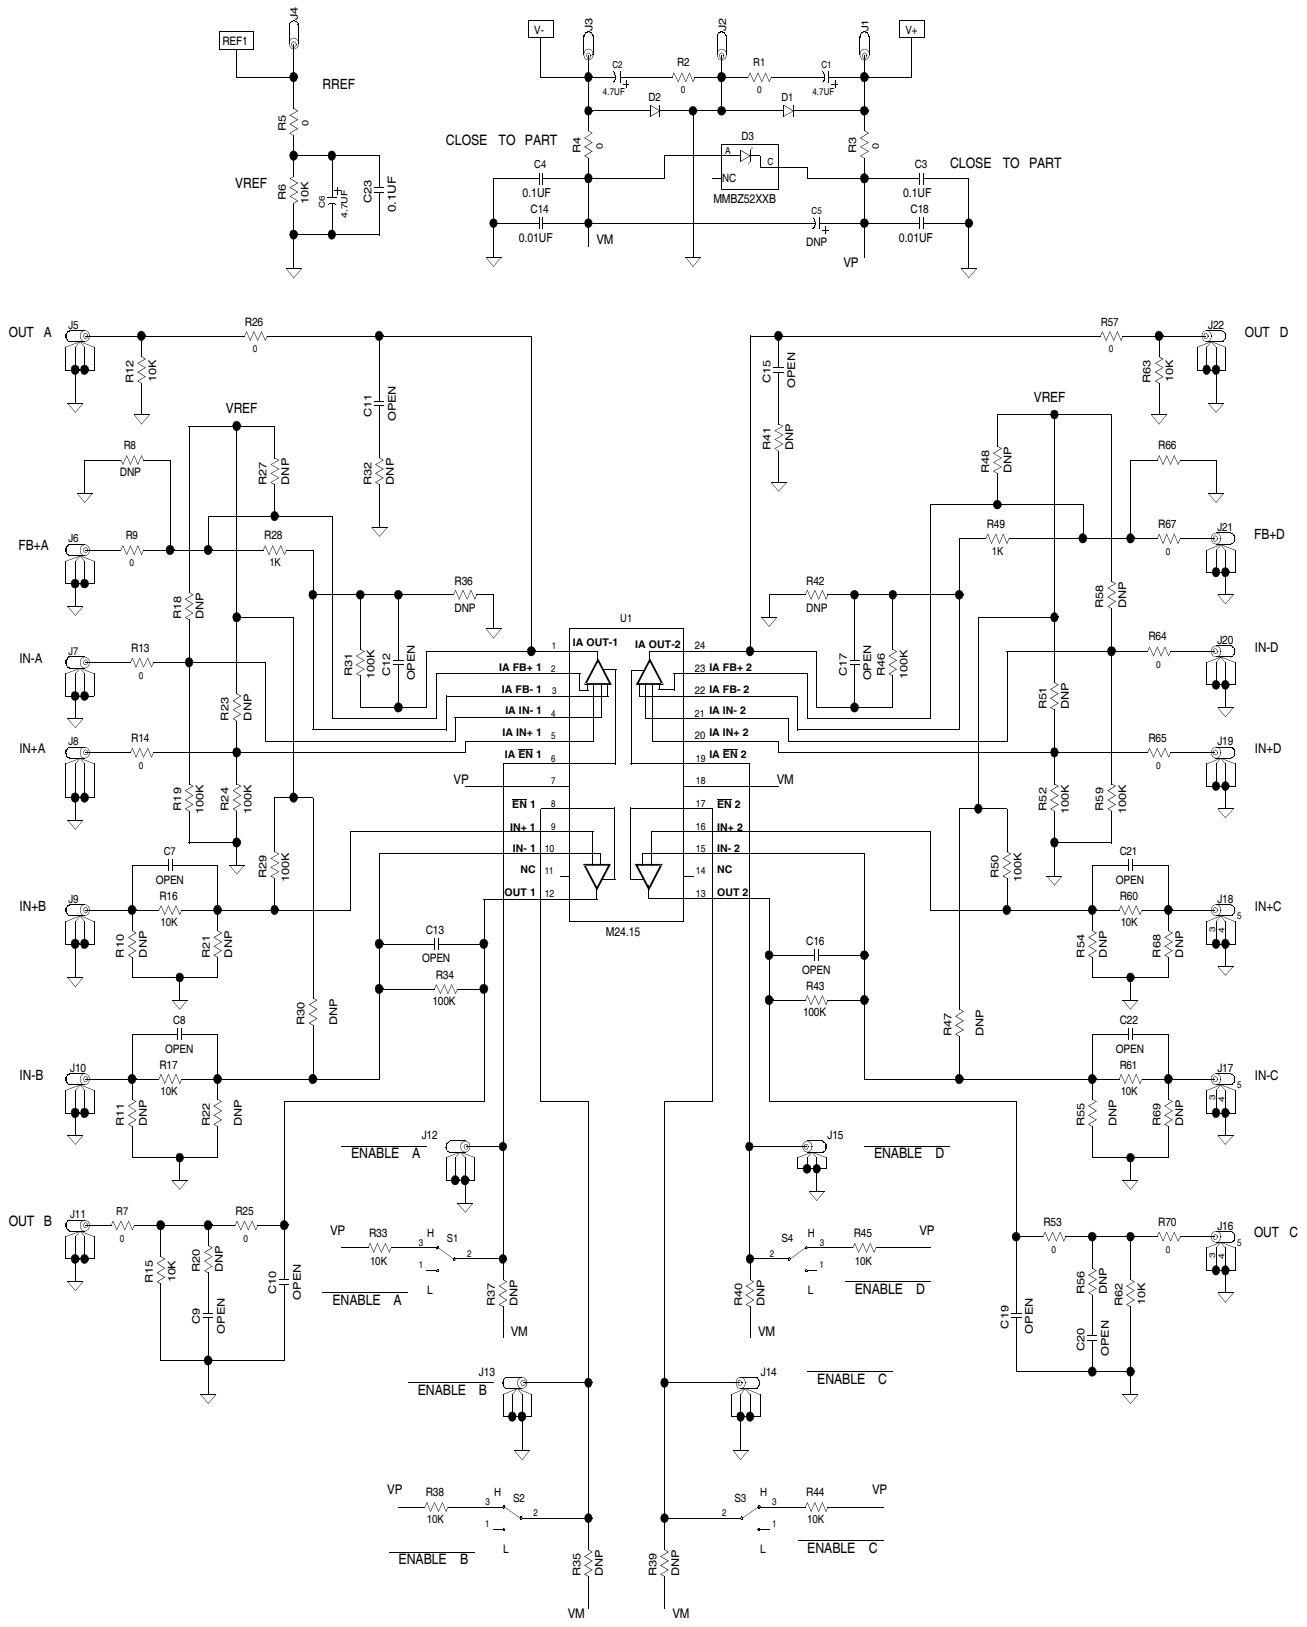 J4
REF1
RREF
R5
0
VREF
R6
10K
C6
4.7UF
C23
0.1UF
V-
J3
J2
J1
V+
C2
4.7UF
R2
0
R1
0
C1
4.7UF
D2
D1
CLOSE TO PART
R4
0
D3
A
C
NC
MMBZ52XXB
R3
0
CLOSE TO PART
C4
0.1UF
C3
0.1UF
C14
0.01UF
VM
C5
DNP
VP
C18
0.01UF
OUT A
J5
R26
0
R12
10K
C11
OPEN
R32
DNP
VREF
R8
DNP
R27
DNP
FB+A
J6
R9
0
R28
1K
R18
DNP
R36
DNP
R31
100K
C12
OPEN
IN-A
J7
R13
0
R23
DNP
IN+A
J8
R14
0
R19
100K
R24
100K
R29
100K
OUT D
J22
R57
0
R63
10K
C15
OPEN
R41
DNP
VREF
R48
DNP
R66
FB+D
J21
R67
0
R49
1K
R58
DNP
R42
DNP
C17
OPEN
R46
100K
IN-D
J20
R64
0
R51
DNP
IN+D
J19
R65
0
R52
100K
R59
100K
R50
100K
U1
1 IA OUT-1
IA OUT-2 24
IA FB+ 1 2
23 IA FB+ 2
IA FB- 1 3
22 IA FB- 2
IA IN- 1 4
21 IA IN- 2
IA IN+ 1 5
20 IA IN+ 2
IA EN 1 6
19 IA EN 2
VP 7
18 VM
EN 1 8
17 EN 2
IN+ 1 9
16 IN+ 2
IN- 1 10
15 IN- 2
NC 11
14 NC
OUT 1 12
13 OUT 2
M24.15
C7
OPEN
IN+B
J9
R16
10K
R10
DNP
R21
DNP
R30
DNP
C13
OPEN
R34
100K
C8
OPEN
IN-B
J10
R17
10K
R11
DNP
R22
DNP
C21
OPEN
IN+C
J18
5
3
4
R60
10K
R54
DNP
R68
DNP
C16
OPEN
R43
100K
R47
DNP
C22
OPEN
IN-C
J17
5
3
4
R61
10K
R55
DNP
R69
DNP
ENABLE A
J12
J15
ENABLE D
OUT B
J11
R7
0
R25
0
R15
10K
R20
DNP
C9
OPEN
C10
OPEN
VP
R33
10K
H
3
S1
2
1
L
ENABLE A
R37
DNP
VM
S4
H
3
2
1
L
R45
10K
VP
ENABLE D
R40
DNP
VM
OUT C
J16
5
3
4
R53
0
R70
0
C19
OPEN
R56
DNP
C20
OPEN
R62
10K
ENABLE B
J13
J14
ENABLE C
VP
R38
10K
H
3
S2
2
1
L
ENABLE B
R35
DNP
VM
S3
H
3
2
1
L
R44
10K
VP
ENABLE C
R39
DNP
VM